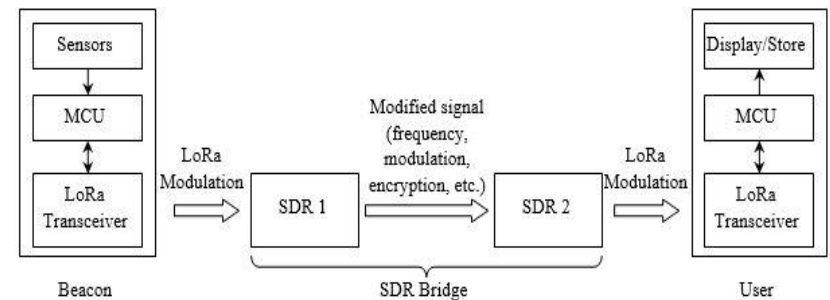 Sensors
MCU
LoRa
Transceiver
Beacon
LoRa
Modulation
SDR 1
Modified signal
(frequency,
modulation,
encryption, etc.)
SDR 2
SDR Bridge
LoRa
Modulation
Display/Store
MCU
LoRa
Transceiver
User